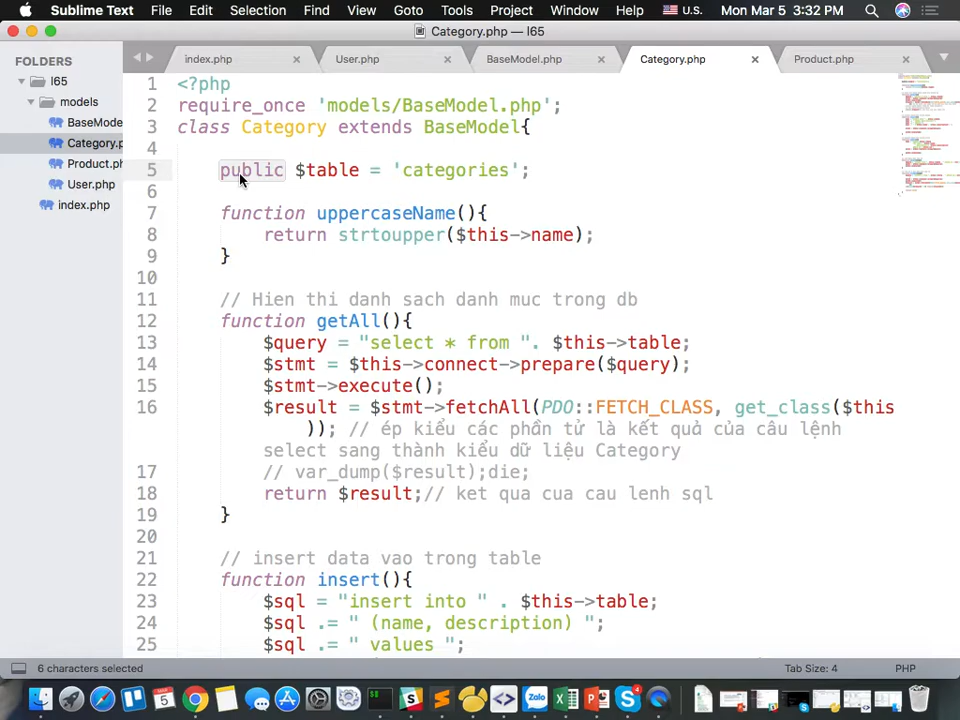 Sublime Text File Edit Selection Find View Goto Tools Project Window Help U.S. Mon Mar 5 3:32 PM
Category.php — l65
FOLDERS
l65
models
BaseMode
Category.p
Product.ph
User.php
index.php
index.php User.php BaseModel.php Category.php Product.php
1 <?php
2 require_once 'models/BaseModel.php';
3 class Category extends BaseModel{
4
5 public $table = 'categories';
6
7 function uppercaseName(){
8 return strtoupper($this->name);
9 }
10
11 // Hien thi danh sach danh muc trong db
12 function getAll(){
13 $query = "select * from ". $this->table;
14 $stmt = $this->connect->prepare($query);
15 $stmt->execute();
16 $result = $stmt->fetchAll(PDO::FETCH_CLASS, get_class($this
)); // ép kiểu các phần tử là kết quả của câu lệnh
select sang thành kiểu dữ liệu Category
17 // var_dump($result);die;
18 return $result;// ket qua cua cau lenh sql
19 }
20
21 // insert data vao trong table
22 function insert(){
23 $sql = "insert into " . $this->table;
24 $sql .= " (name, description) ";
25 $sql .= " values ";
6 characters selected Tab Size: 4 PHP
Zalo